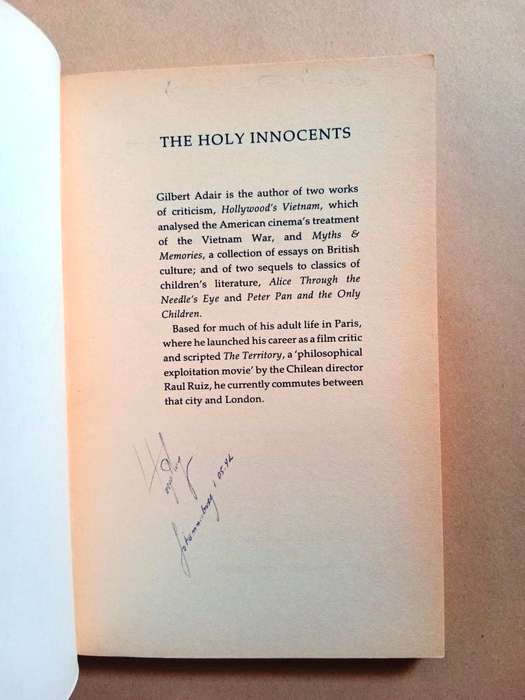 THE HOLY INNOCENTS
Gilbert Adair is the author of two works
of criticism, Hollywood's Vietnam, which
analysed the American cinema's treatment
of the Vietnam War, and Myths &
Memories, a collection of essays on British
culture; and of two sequels to classics of
children's literature, Alice Through the
Needle's Eye and Peter Pan and the Only
Children.
Based for much of his adult life in Paris,
where he launched his career as a film critic
and scripted The Territory, a 'philosophical
exploitation movie' by the Chilean director
Raul Ruiz, he currently commutes between
that city and London.